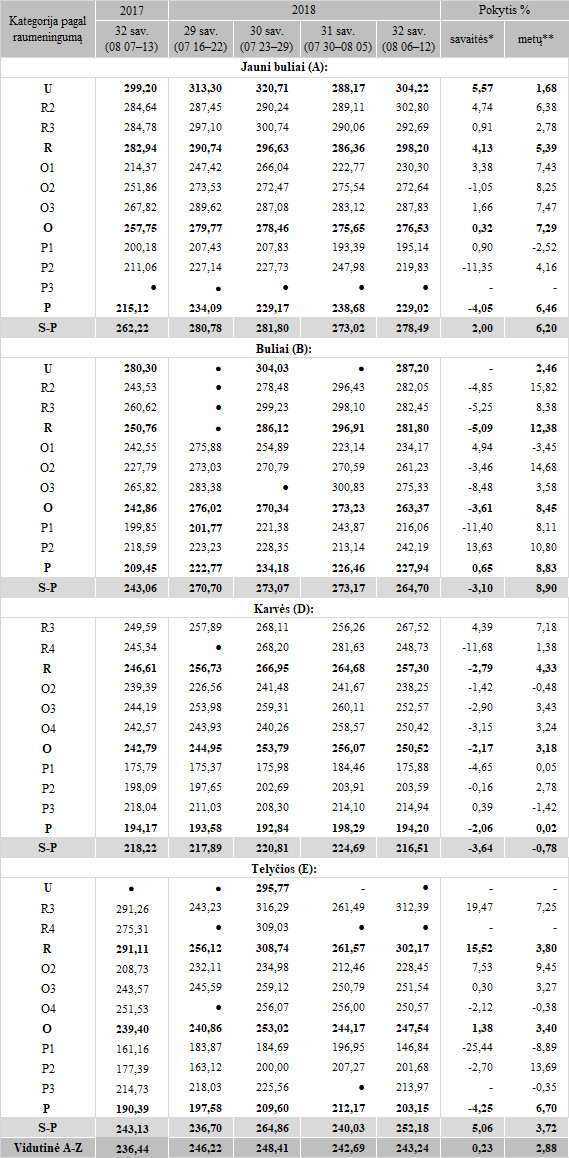 Kategorija pagal raumeningumą 2017 2018 Pokytis %
32 sav. (08 07–13) 29 sav. (07 16–22) 30 sav. (07 23–29) 31 sav. (07 30–08 05) 32 sav. (08 06–12) savaitės* metų**
Jauni buliai (A):
U 299,20 313,30 320,71 288,17 304,22 5,57 1,68
R2 284,64 287,45 290,24 289,11 302,80 4,74 6,38
R3 284,78 297,10 300,74 290,06 292,69 0,91 2,78
R 282,94 290,74 296,63 286,36 298,20 4,13 5,39
O1 214,37 247,42 266,04 222,77 230,30 3,38 7,43
O2 251,86 273,53 272,47 275,54 272,64 -1,05 8,25
O3 267,82 289,62 287,08 283,12 287,83 1,66 7,47
O 257,75 279,77 278,46 275,65 276,53 0,32 7,29
P1 200,18 207,43 207,83 193,39 195,14 0,90 -2,52
P2 211,06 227,14 227,73 247,98 219,83 -11,35 4,16
P3 ● ● ● ● ● - -
P 215,12 234,09 229,17 238,68 229,02 -4,05 6,46
S-P 262,22 280,78 281,80 273,02 278,49 2,00 6,20
Buliai (B):
U 280,30 ● 304,03 ● 287,20 - 2,46
R2 243,53 ● 278,48 296,43 282,05 -4,85 15,82
R3 260,62 ● 299,23 298,10 282,45 -5,25 8,38
R 250,76 ● 286,12 296,91 281,80 -5,09 12,38
O1 242,55 275,88 254,89 223,14 234,17 4,94 -3,45
O2 227,79 273,03 270,79 270,59 261,23 -3,46 14,68
O3 265,82 283,38 ● 300,83 275,33 -8,48 3,58
O 242,86 276,02 270,34 273,23 263,37 -3,61 8,45
P1 199,85 201,77 221,38 243,87 216,06 -11,40 8,11
P2 218,59 223,23 228,35 213,14 242,19 13,63 10,80
P 209,45 222,77 234,18 226,46 227,94 0,65 8,83
S-P 243,06 270,70 273,07 273,17 264,70 -3,10 8,90
Karvės (D):
R3 249,59 257,89 268,11 256,26 267,52 4,39 7,18
R4 245,34 ● 268,20 281,63 248,73 -11,68 1,38
R 246,61 256,73 266,95 264,68 257,30 -2,79 4,33
O2 239,39 226,56 241,48 241,67 238,25 -1,42 -0,48
O3 244,19 253,98 259,31 260,11 252,57 -2,90 3,43
O4 242,57 243,93 240,26 258,57 250,42 -3,15 3,24
O 242,79 244,95 253,79 256,07 250,52 -2,17 3,18
P1 175,79 175,37 175,98 184,46 175,88 -4,65 0,05
P2 198,09 197,65 202,69 203,91 203,59 -0,16 2,78
P3 218,04 211,03 208,30 214,10 214,94 0,39 -1,42
P 194,17 193,58 192,84 198,29 194,20 -2,06 0,02
S-P 218,22 217,89 220,81 224,69 216,51 -3,64 -0,78
Telyčios (E):
U ● ● 295,77 - ● - -
R3 291,26 243,23 316,29 261,49 312,39 19,47 7,25
R4 275,31 ● 309,03 ● ● - -
R 291,11 256,12 308,74 261,57 302,17 15,52 3,80
O2 208,73 232,11 234,98 212,46 228,45 7,53 9,45
O3 243,57 245,59 259,12 250,79 251,54 0,30 3,27
O4 251,53 ● 256,07 256,00 250,57 -2,12 -0,38
O 239,40 240,86 253,02 244,17 247,54 1,38 3,40
P1 161,16 183,87 184,69 196,95 146,84 -25,44 -8,89
P2 177,39 163,12 200,00 207,27 201,68 -2,70 13,69
P3 214,73 218,03 225,56 ● 213,97 - -0,35
P 190,39 197,58 209,60 212,17 203,15 -4,25 6,70
S-P 243,13 236,70 264,86 240,03 252,18 5,06 3,72
Vidutinė A-Z 236,44 246,22 248,41 242,69 243,24 0,23 2,88